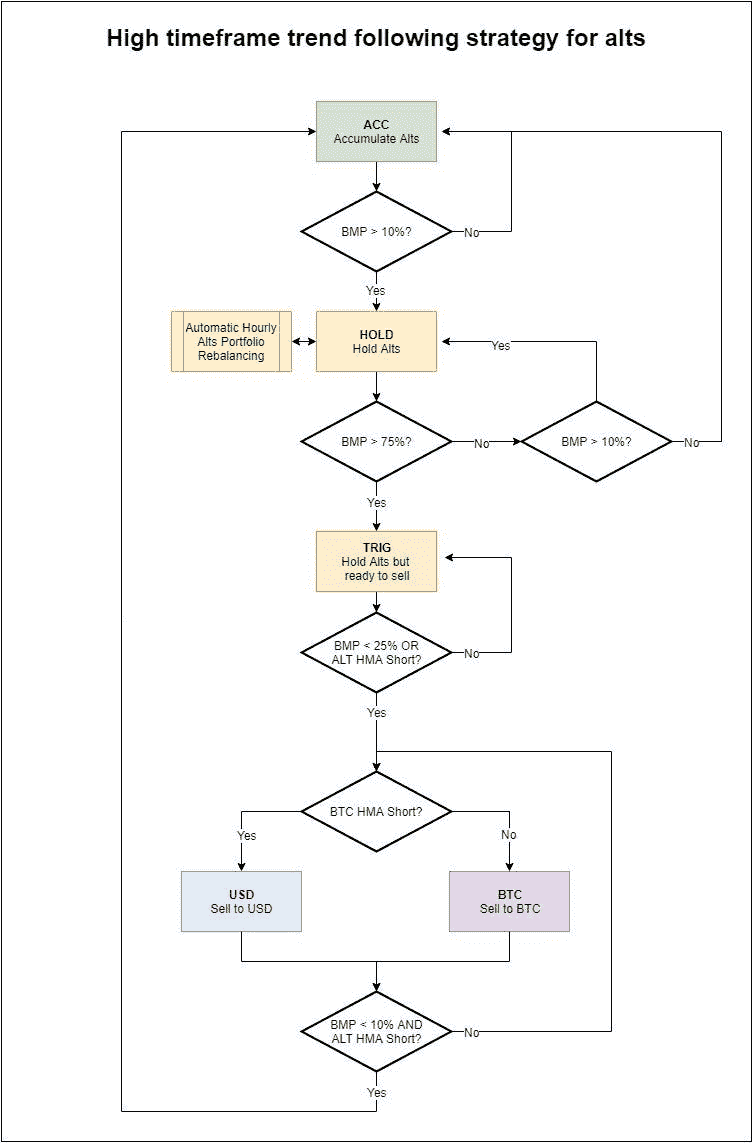 High timeframe trend following strategy for alts
ACC
Accumulate Alts
BMP > 10%?
No
Yes
Automatic Hourly
Alts Portfolio
Rebalancing
HOLD
Hold Alts
Yes
BMP > 75%?
No
BMP > 10%?
No
Yes
TRIG
Hold Alts but
ready to sell
BMP < 25% OR
ALT HMA Short?
No
Yes
BTC HMA Short?
Yes
No
USD
Sell to USD
BTC
Sell to BTC
BMP < 10% AND
ALT HMA Short?
No
Yes